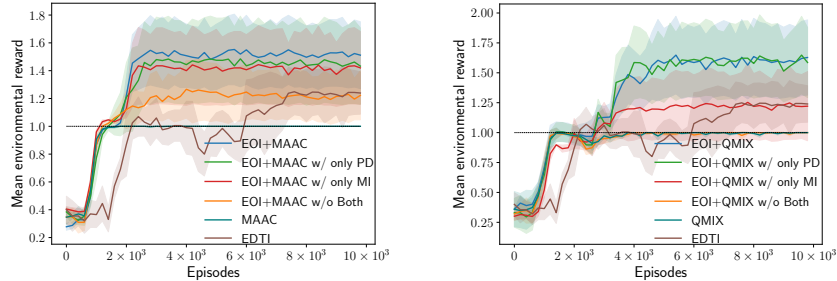 1.8
1.6
1.4
1.2
1.0
0.8
0.6
0.4
0.2
Mean environmental reward
EOI+MAAC
EOI+MAAC w/ only PD
EOI+MAAC w/ only MI
EOI+MAAC w/o Both
MAAC
EDTI
0 2 × 10³ 4 × 10³ 6 × 10³ 8 × 10³ 10 × 10³
Episodes
2.00
1.75
1.50
1.25
1.00
0.75
0.50
0.25
Mean environmental reward
EOI+QMIX
EOI+QMIX w/ only PD
EOI+QMIX w/ only MI
EOI+QMIX w/o Both
QMIX
EDTI
0 2 × 10³ 4 × 10³ 6 × 10³ 8 × 10³ 10 × 10³
Episodes